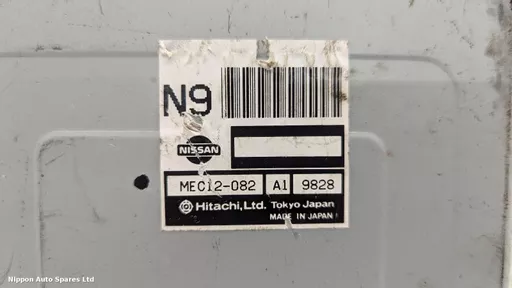 N9
NISSAN
MEC12-082 A1 9828
Hitachi, Ltd. Tokyo Japan
MADE IN JAPAN
Nippon Auto Spares Ltd